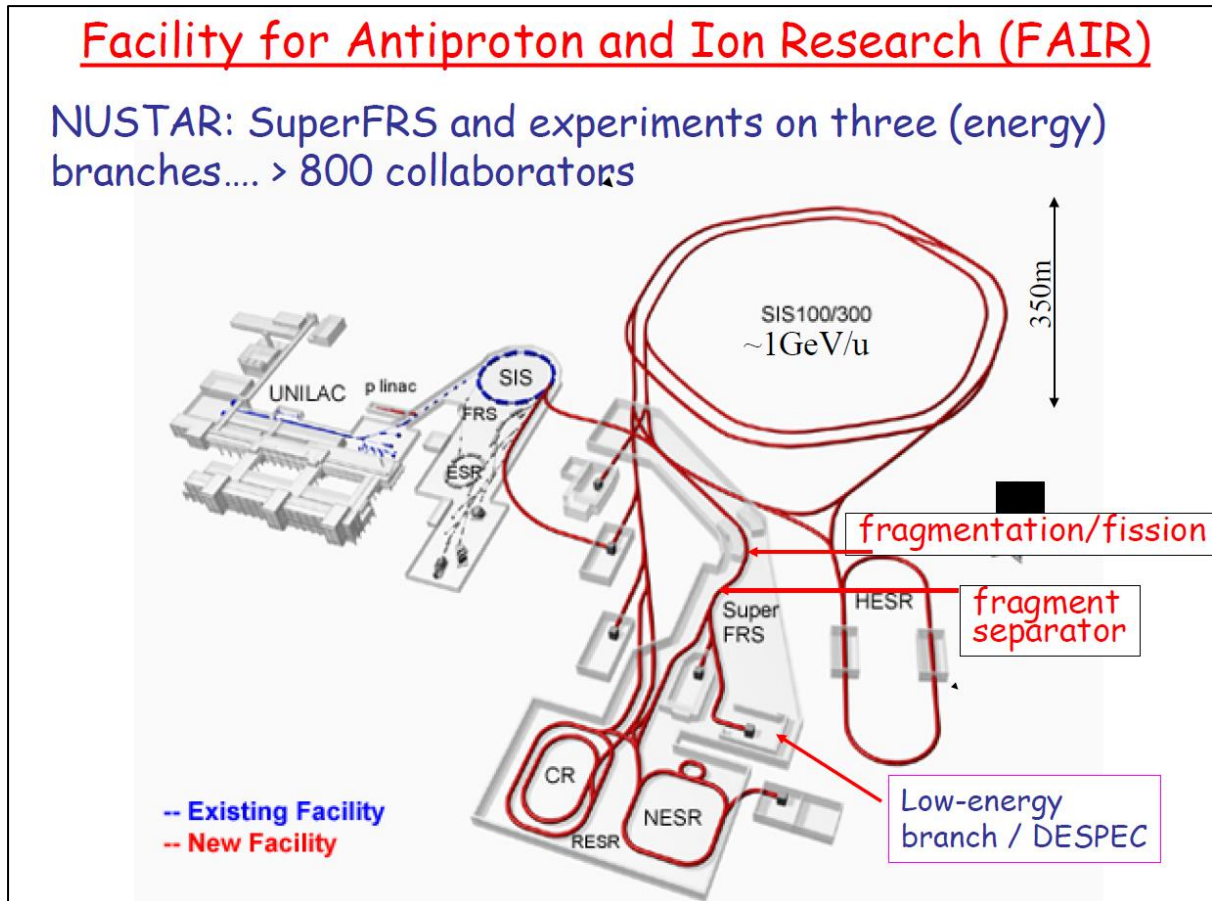 Facility for Antiproton and Ion Research (FAIR)
NUSTAR: SuperFRS and experiments on three (energy)
branches.... > 800 collaborators
350m
SIS100/300
~1GeV/u
SIS
p linac
UNILAC
FRS
ESR
fragmentation/fission
HESR
fragment
separator
Super
FRS
CR
NESR
RESR
Low-energy
branch / DESPEC
-- Existing Facility
-- New Facility